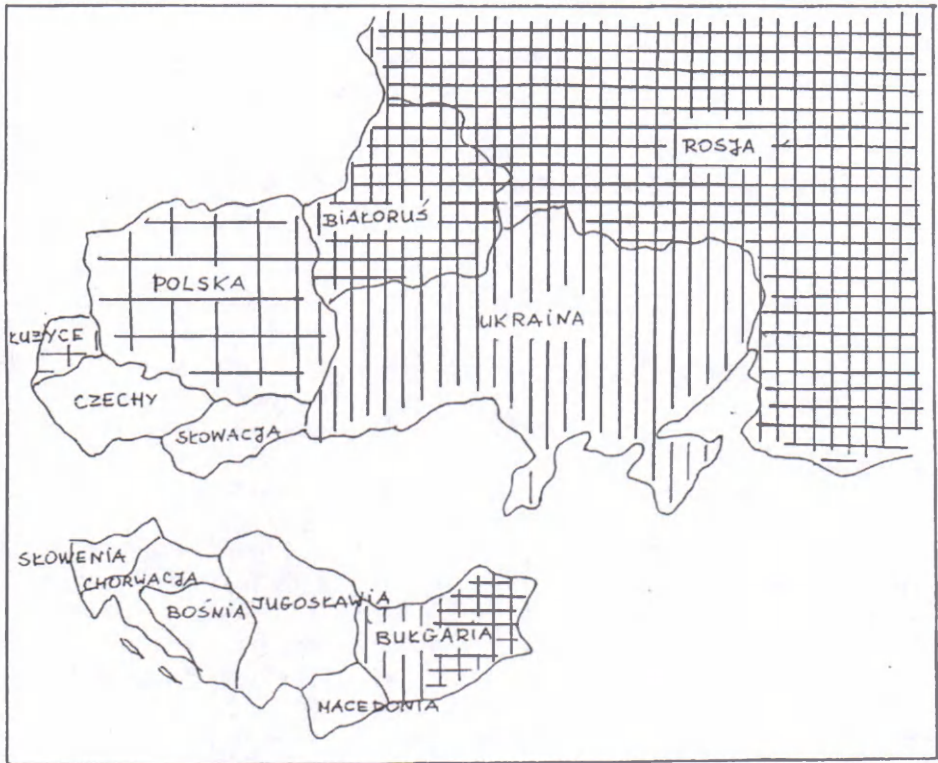 ROSJA
BIAŁORUŚ
POLSKA
UKRAINA
ŁUŻYCE
CZECHY
SŁOWACJA
SŁOWENIA
CHORWACJA
BOŚNIA
JUGOSŁAWIA
BUŁGARIA
MACEDONIA